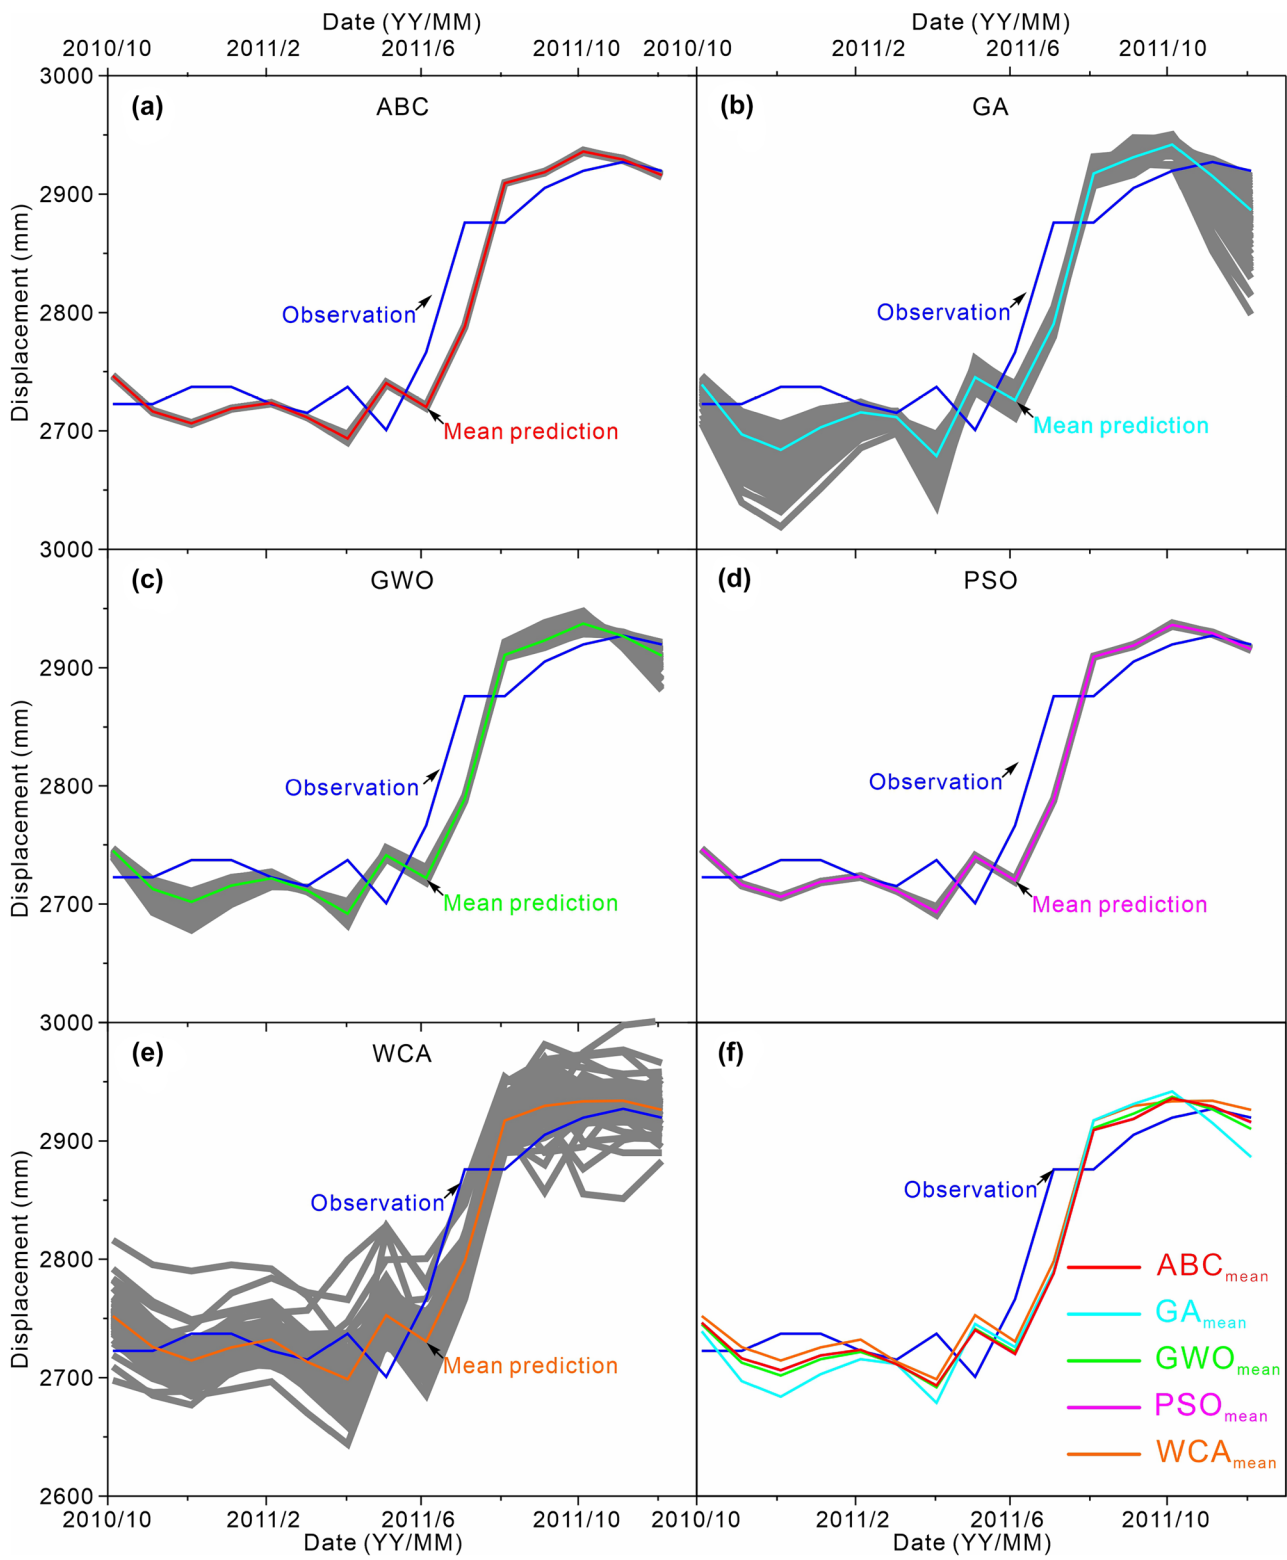 Date (YY/MM) Date (YY/MM)
2010/10 2011/2 2011/6 2011/10 2010/10 2011/2 2011/6 2011/10
3000
(a) ABC (b) GA
2900
2800
Observation Observation
Mean prediction Mean prediction
2700
Displacement (mm)
3000
(c) GWO (d) PSO
2900
2800
Observation Observation
Mean prediction Mean prediction
2700
Displacement (mm)
3000
(e) WCA (f)
2900
Observation Observation
2800
ABCmean
GAmean
GWOmean
Mean prediction
2700
PSOmean
WCAmean
Displacement (mm)
2600
2010/10 2011/2 2011/6 2011/10 2010/10 2011/2 2011/6 2011/10
Date (YY/MM) Date (YY/MM)